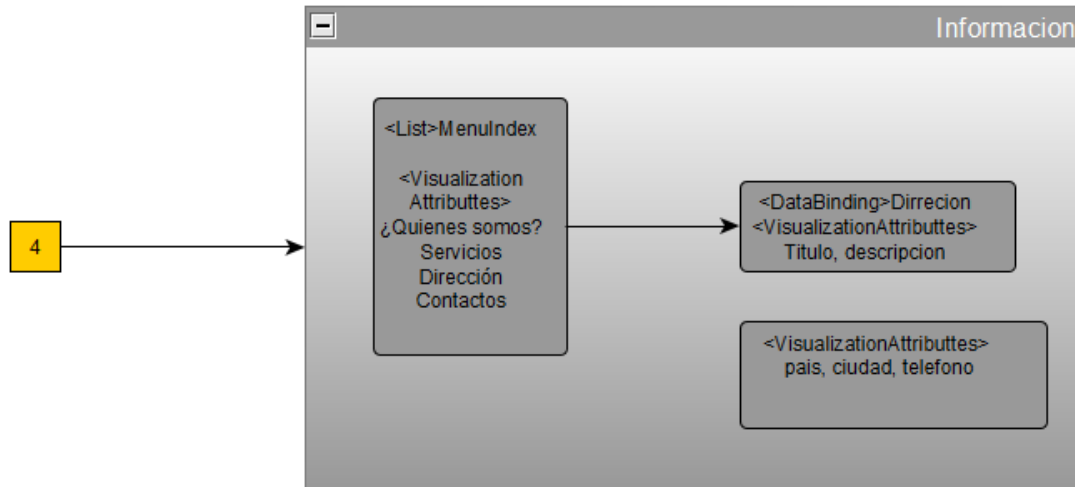 Informacion
<List>MenuIndex
<Visualization
Attributtes>
¿Quienes somos?
Servicios
Dirección
Contactos
4
<DataBinding>Dirrecion
<VisualizationAttributtes>
Titulo, descripcion
<VisualizationAttributtes>
pais, ciudad, telefono